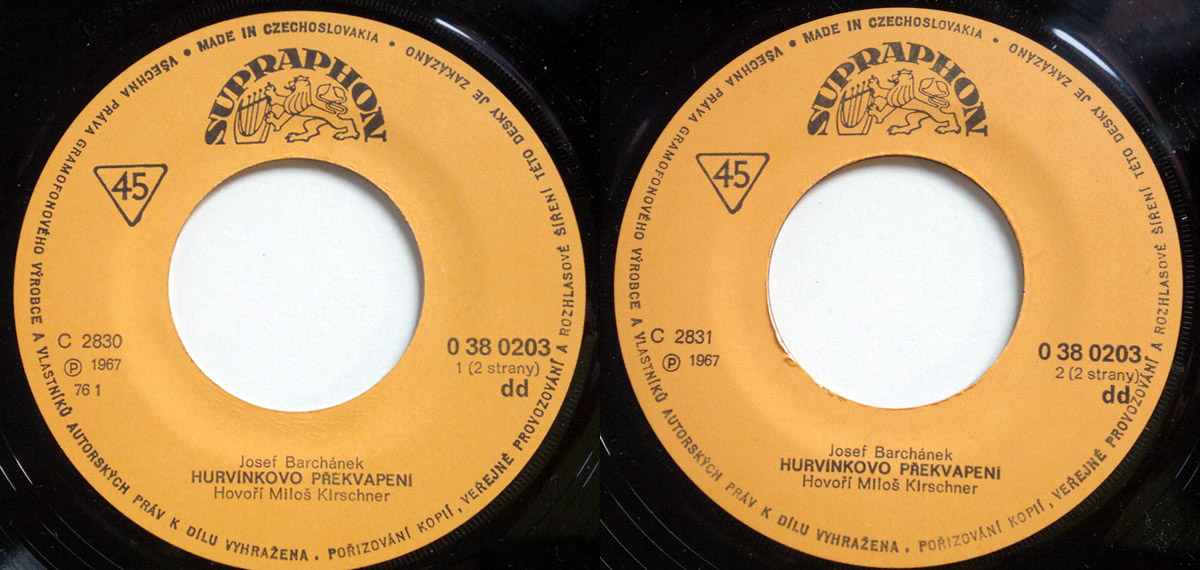 VŠECHNA PRÁVA GRAMOFONOVÉHO VÝROBCE A VLASTNÍKŮ AUTORSKÝCH PRÁV K DÍLU VYHRAŽENA. POŘIZOVÁNÍ KOPIÍ, VEŘEJNÉ PROVOZOVÁNÍ A ROZHLASOVÉ ŠÍŘENÍ TÉTO DESKY JE ZAKÁZÁNO • MADE IN CZECHOSLOVAKIA •
SUPRAPHON
45
C 2830
Ⓟ 1967
76 1
0 38 0203
1 (2 strany)
dd
Josef Barchánek
HURVÍNKOVO PŘEKVAPENÍ
Hovoří Miloš Kirschner
VŠECHNA PRÁVA GRAMOFONOVÉHO VÝROBCE A VLASTNÍKŮ AUTORSKÝCH PRÁV K DÍLU VYHRAŽENA. POŘIZOVÁNÍ KOPIÍ, VEŘEJNÉ PROVOZOVÁNÍ A ROZHLASOVÉ ŠÍŘENÍ TÉTO DESKY JE ZAKÁZÁNO • MADE IN CZECHOSLOVAKIA •
SUPRAPHON
45
C 2831
Ⓟ 1967
0 38 0203
2 (2 strany)
dd
Josef Barchánek
HURVÍNKOVO PŘEKVAPENÍ
Hovoří Miloš Kirschner